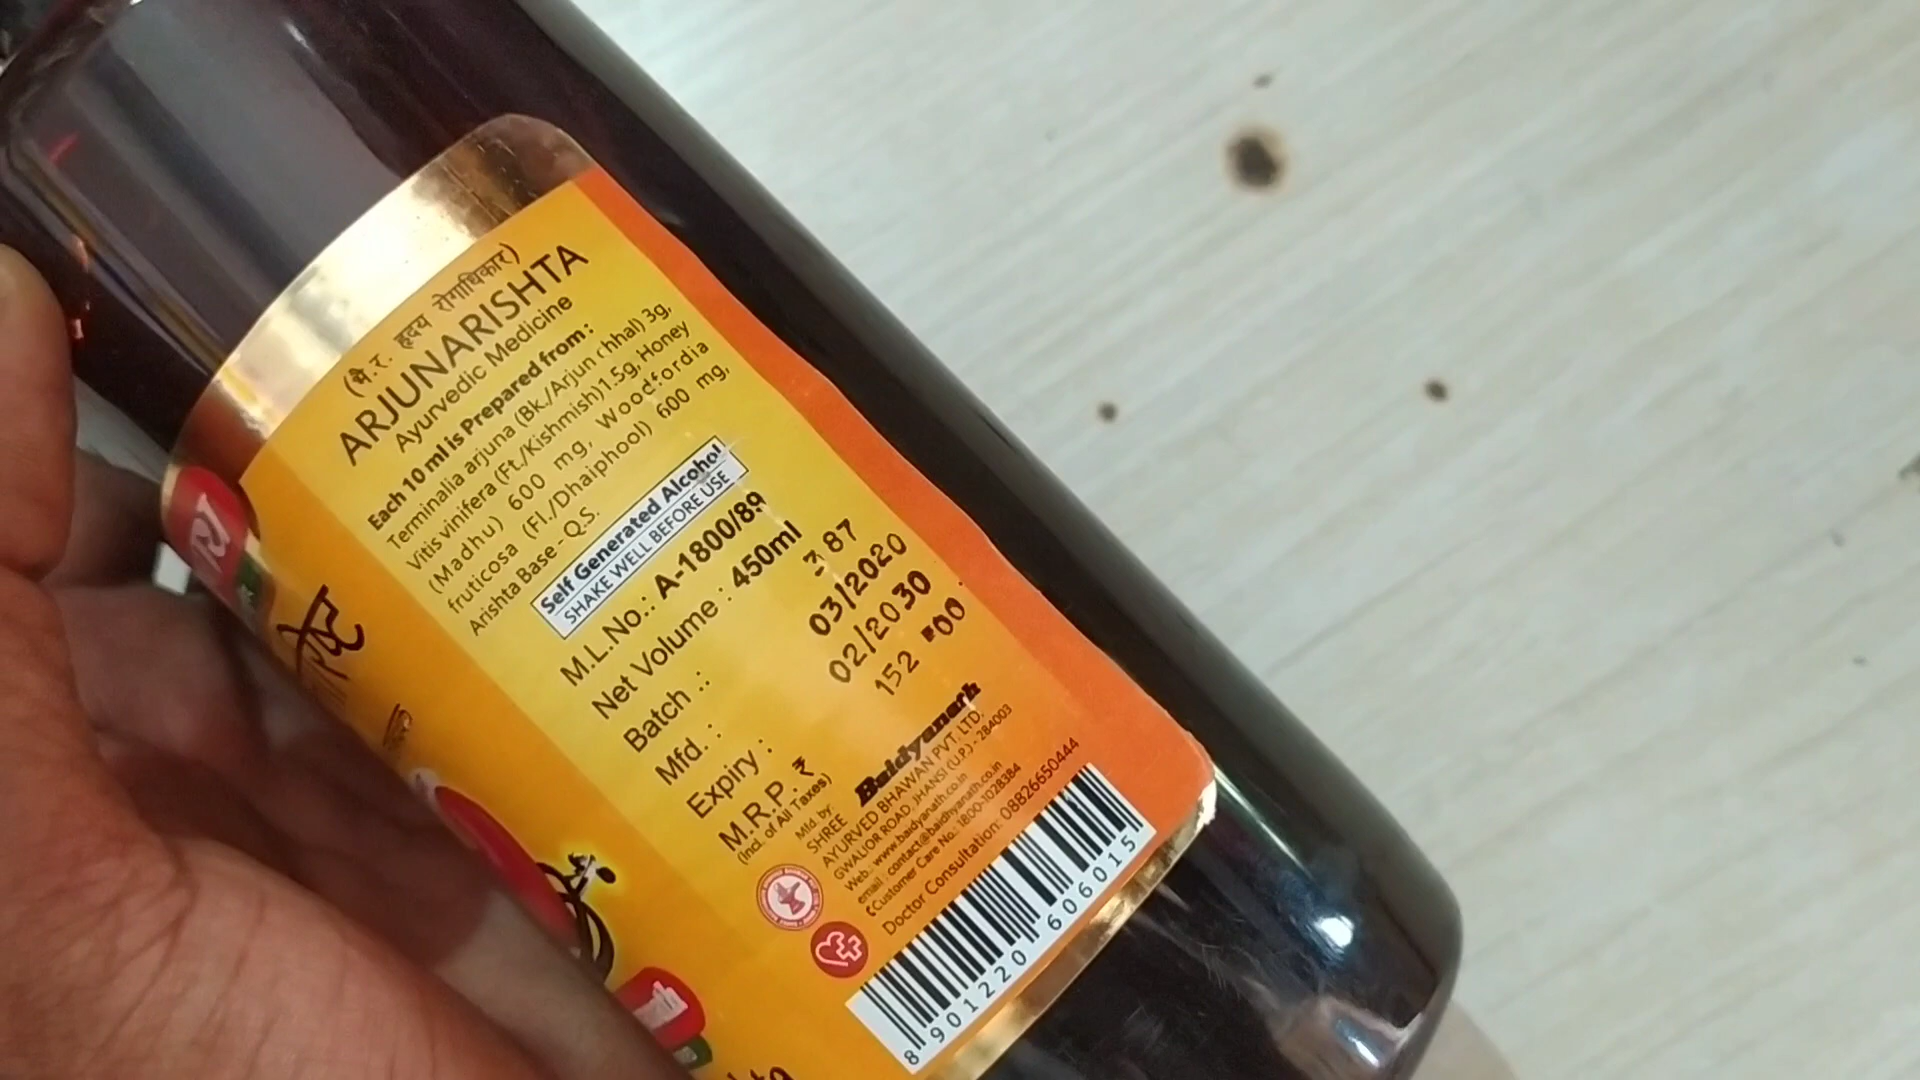 (भै.र. हृदय रोगाधिकार)
ARJUNARISHTA
Ayurvedic Medicine
Each 10 ml is Prepared from :
Terminalia arjuna (Bk./Arjun Chhal) 3g,
Vitis vinifera (Ft./Kishmish)1.5g, Honey
(Madhu) 600 mg, Woodfordia
fruticosa (Fl./Dhaiphool) 600 mg,
Arishta Base - Q.S.
Self Generated Alcohol
SHAKE WELL BEFORE USE
M.L.No.: A-1800/89
Net Volume : 450ml
Batch .: 387
Mfd. : 03/2020
Expiry : 02/2030
M.R.P. ₹ 152.00
(Incl. of All Taxes)
Mfd. by:
SHREE Baidyanath
AYURVED BHAWAN PVT. LTD.
GWALIOR ROAD, JHANSI (U.P.) - 284003
Web.: www.baidyanath.co.in
email : contact@baidhyanath.co.in
Customer Care No.: 1800-1028384
Doctor Consultation: 08826650444
8 901220 606015